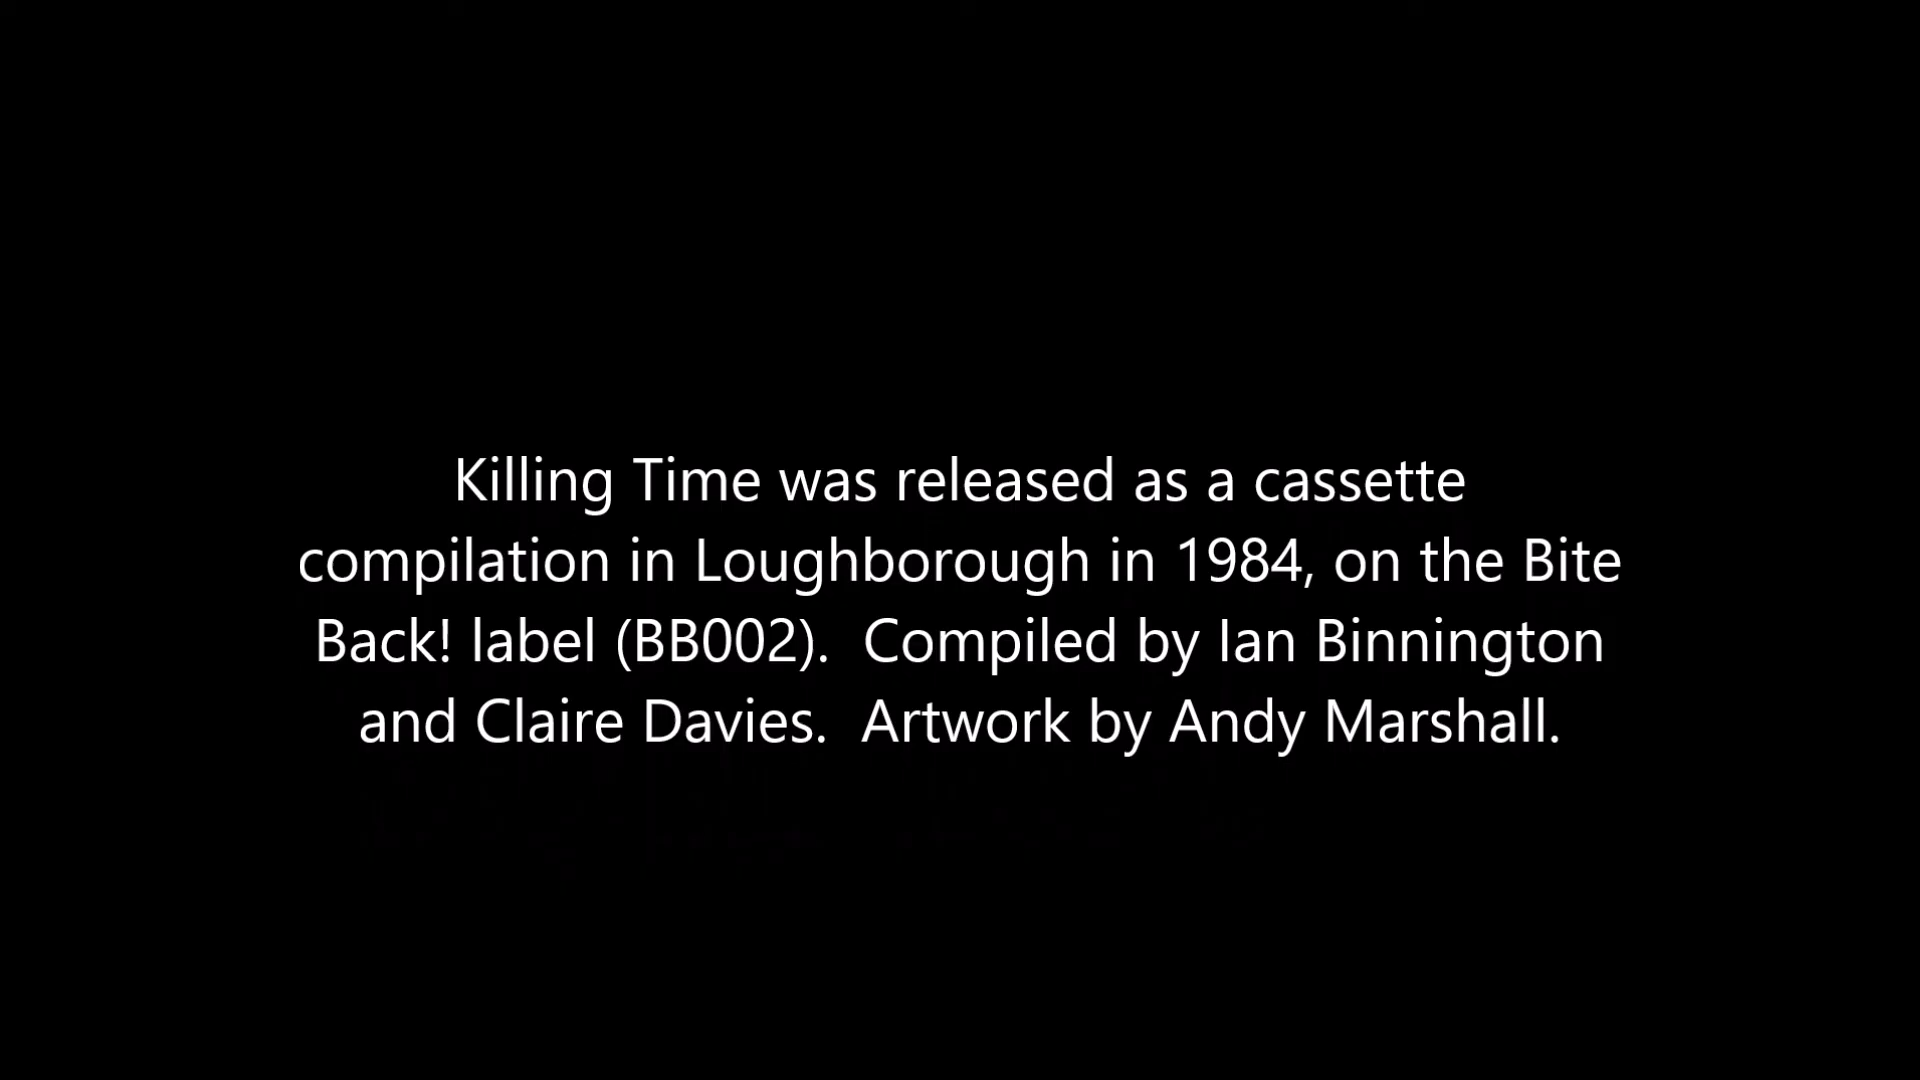 Killing Time was released as a cassette
compilation in Loughborough in 1984, on the Bite
Back! label (BB002).  Compiled by Ian Binnington
and Claire Davies.  Artwork by Andy Marshall.